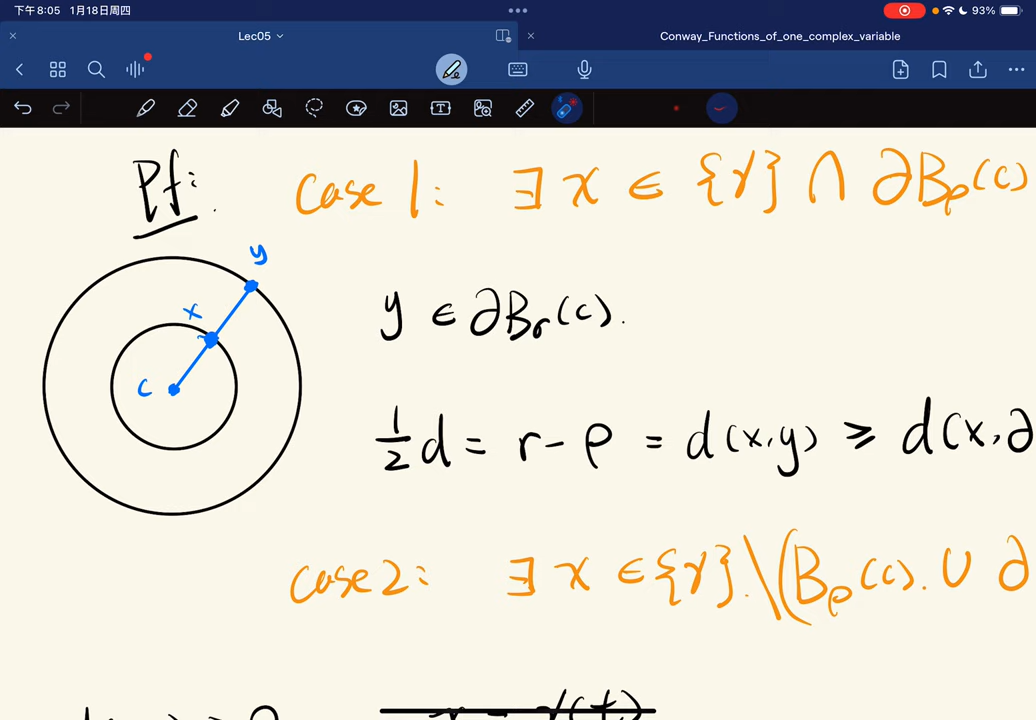 下午8:05 1月18日周四
93%
Lec05
Conway_Functions_of_one_complex_variable
Pf:
case 1: ∃ x ∈ {γ} ∩ ∂Bρ(c)
y
x
c
y ∈ ∂Br(c).
½d = r − ρ = d(x,y) ≥ d(x,∂
case 2: ∃ x ∈ {γ}\(Bρ(c). ∪ ∂